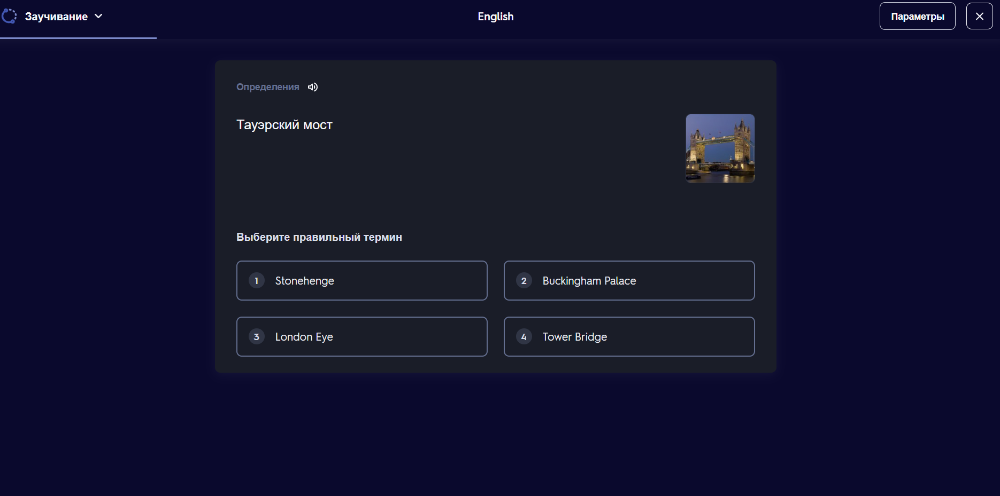 Заучивание
English
Параметры
Определения
Тауэрский мост
Выберите правильный термин
1 Stonehenge
2 Buckingham Palace
3 London Eye
4 Tower Bridge